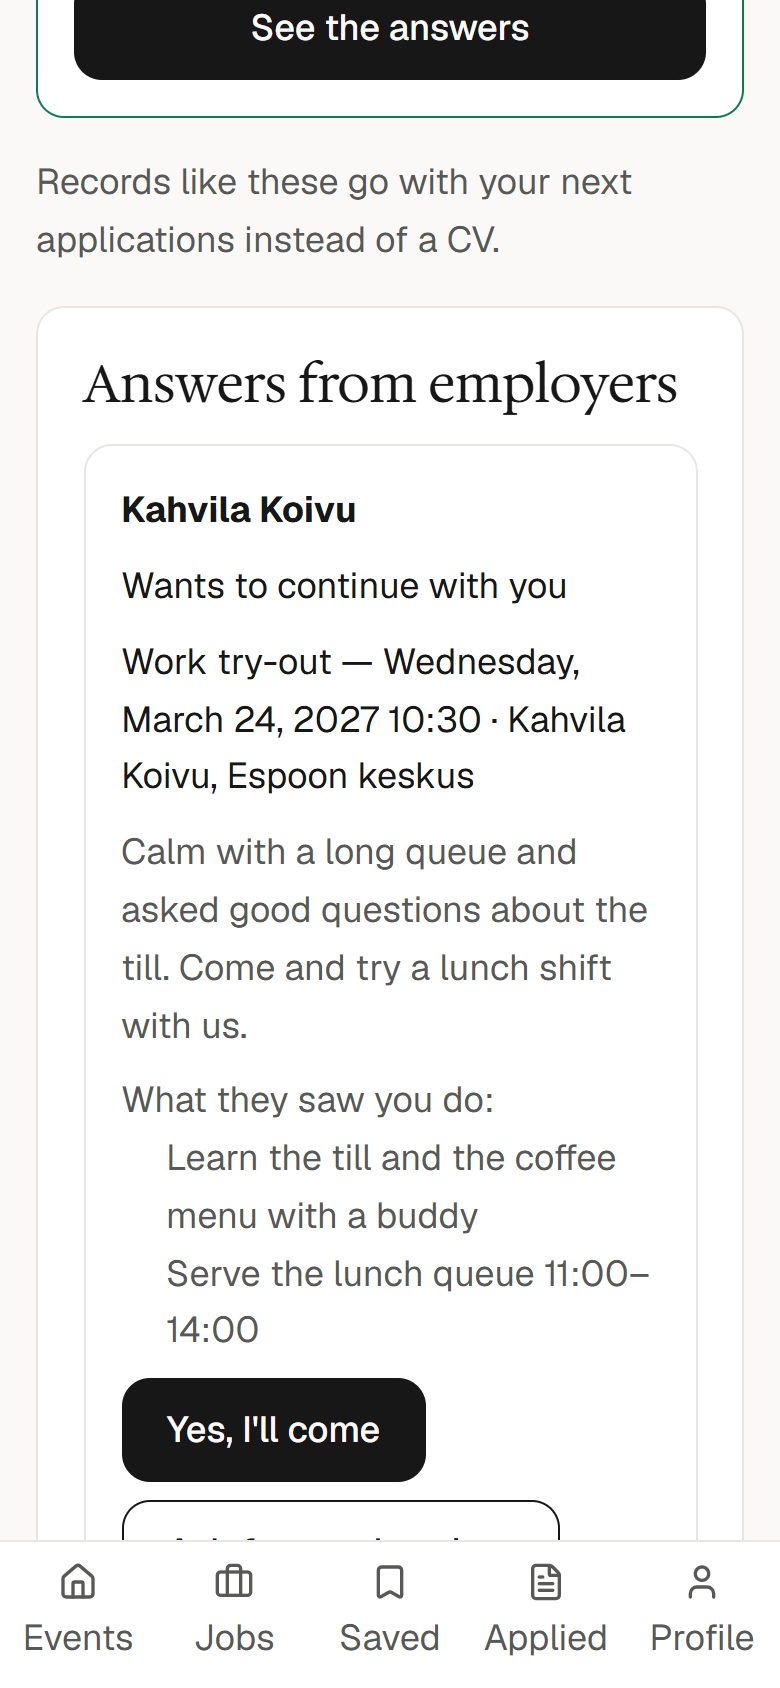 See the answers
Records like these go with your next
applications instead of a CV.
Answers from employers
Kahvila Koivu
Wants to continue with you
Work try-out — Wednesday,
March 24, 2027 10:30 · Kahvila
Koivu, Espoon keskus
Calm with a long queue and
asked good questions about the
till. Come and try a lunch shift
with us.
What they saw you do:
Learn the till and the coffee
menu with a buddy
Serve the lunch queue 11:00–
14:00
Yes, I'll come
Events
Jobs
Saved
Applied
Profile